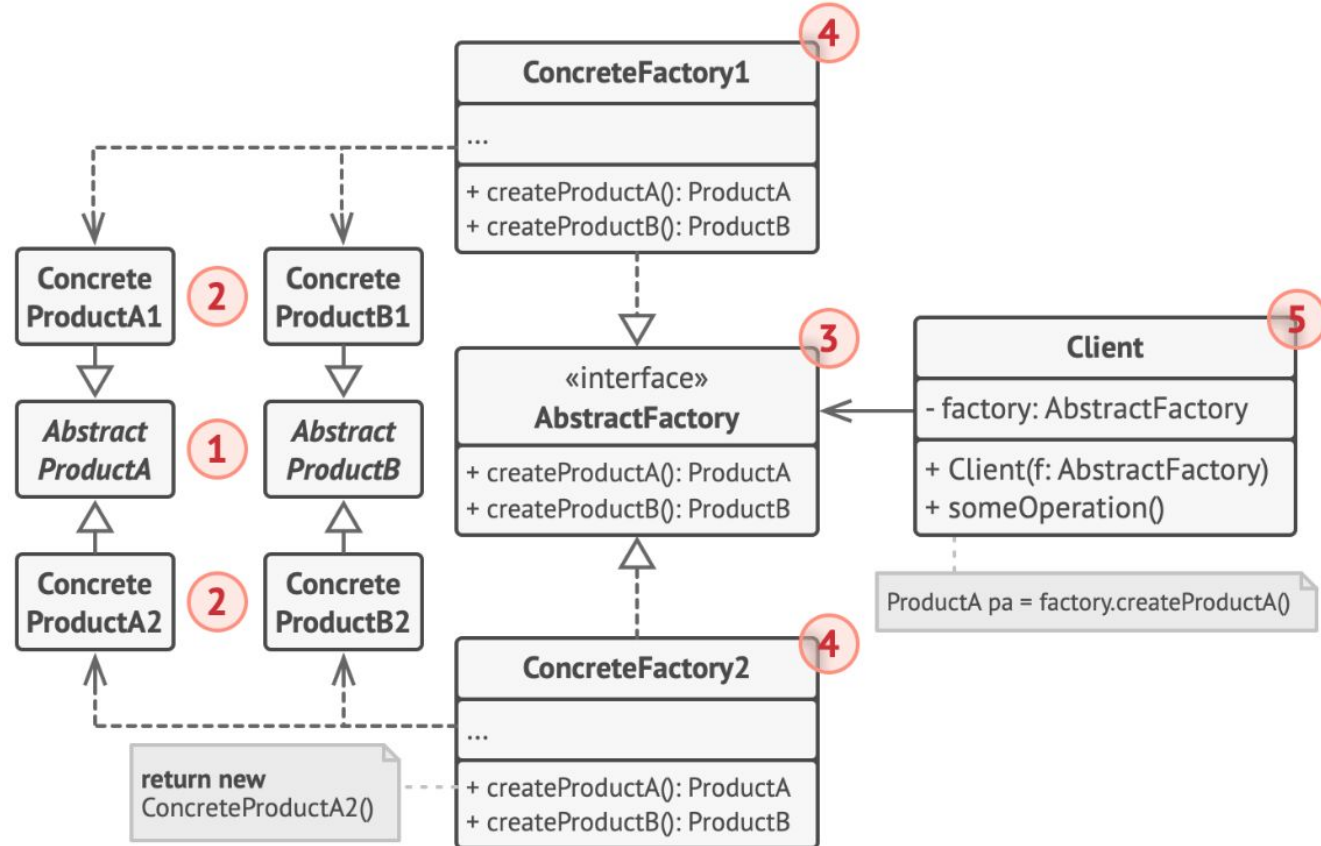 4
ConcreteFactory1
...
+ createProductA(): ProductA
+ createProductB(): ProductB
Concrete
ProductA1
2
Concrete
ProductB1
Abstract
ProductA
1
Abstract
ProductB
Concrete
ProductA2
2
Concrete
ProductB2
3
«interface»
AbstractFactory
+ createProductA(): ProductA
+ createProductB(): ProductB
5
Client
- factory: AbstractFactory
+ Client(f: AbstractFactory)
+ someOperation()
ProductA pa = factory.createProductA()
4
ConcreteFactory2
...
+ createProductA(): ProductA
+ createProductB(): ProductB
return new
ConcreteProductA2()